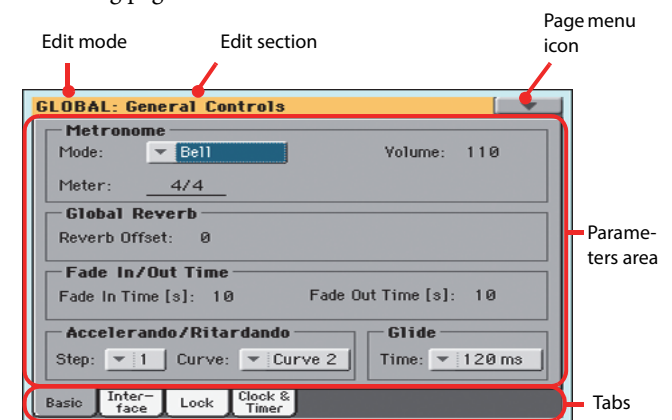 Page menu
icon
Edit mode
Edit section
GLOBAL: General Controls
Metronome
Mode: Bell Volume: 110
Meter: 4/4
Global Reverb
Reverb Offset: 0
Fade In/Out Time
Fade In Time [s]: 10 Fade Out Time [s]: 10
Accelerando/Ritardando Glide
Step: 1 Curve: Curve 2 Time: 120 ms
Parame-
ters area
Basic
Inter-
face
Lock
Clock &
Timer
Tabs